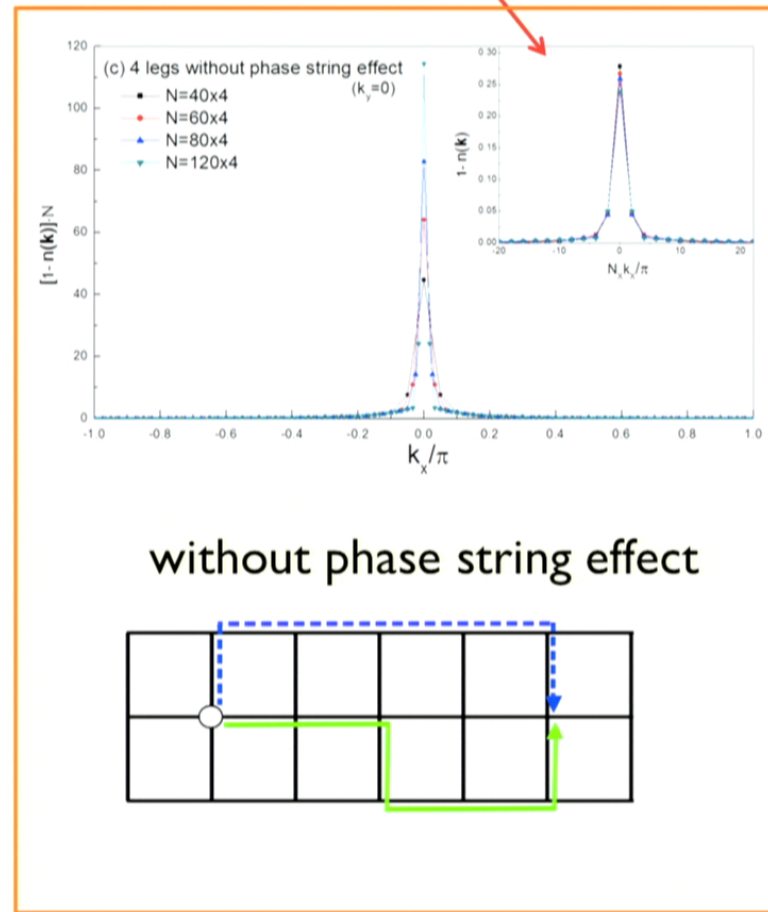 (c) 4 legs without phase string effect
(k_y=0)
N=40x4
N=60x4
N=80x4
N=120x4
[1- n(k)]·N
120
100
80
60
40
20
0
-1.0 -0.8 -0.6 -0.4 -0.2 0.0 0.2 0.4 0.6 0.8 1.0
k_x/π
1- n(k)
0.30
0.25
0.20
0.15
0.10
0.05
0.00
-20 -10 0 10 20
N_x k_x/π
without phase string effect